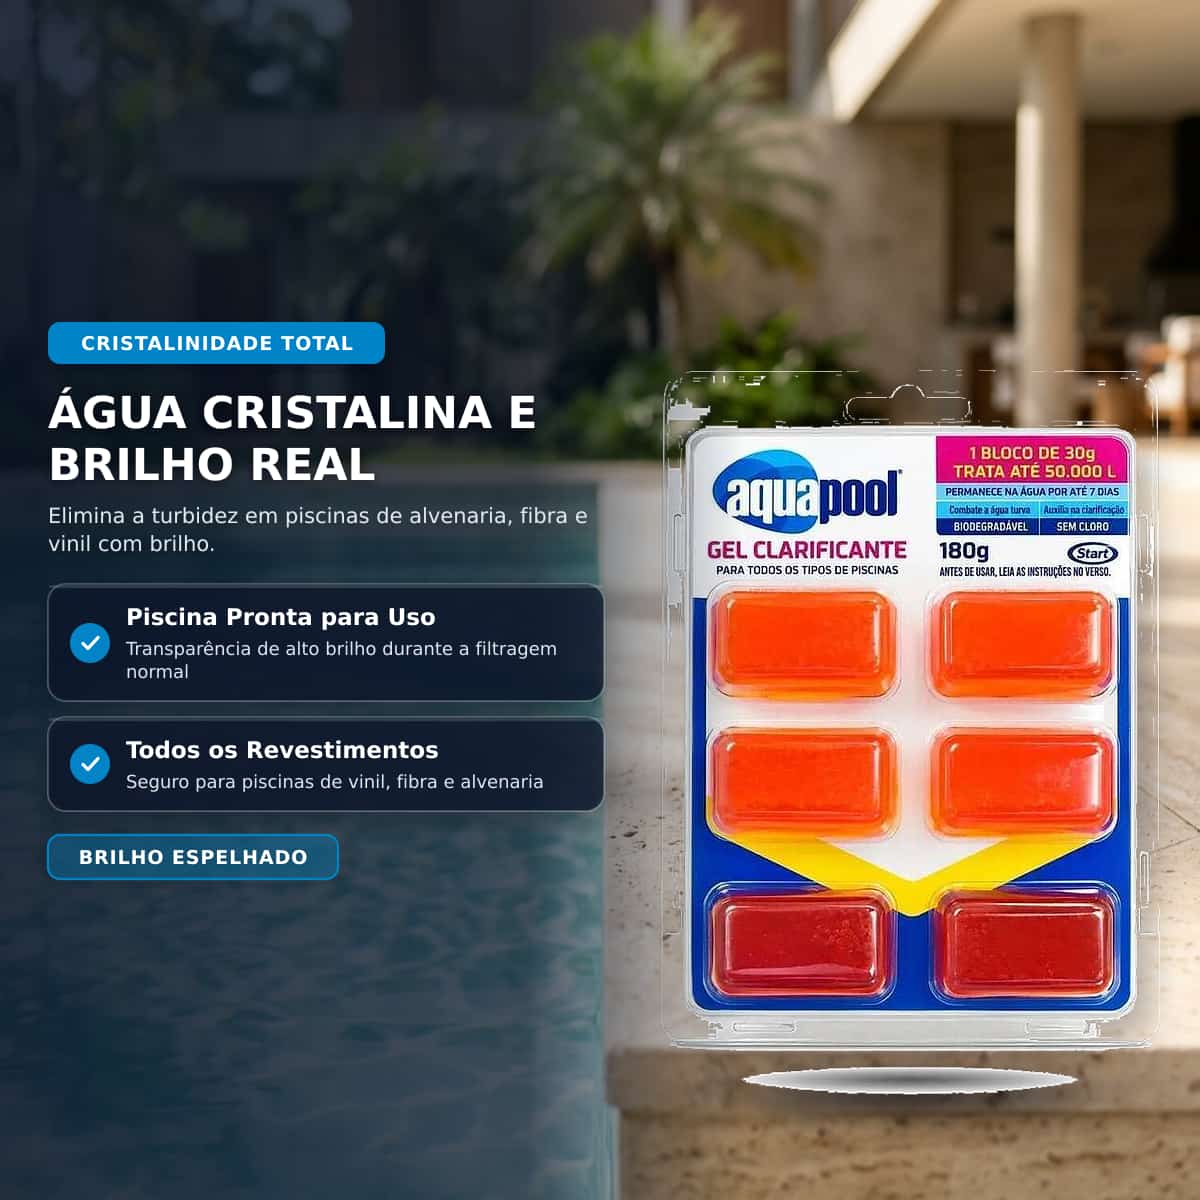 CRISTALINIDADE TOTAL
ÁGUA CRISTALINA E
BRILHO REAL
Elimina a turbidez em piscinas de alvenaria, fibra e
vinil com brilho.
Piscina Pronta para Uso
Transparência de alto brilho durante a filtragem
normal
Todos os Revestimentos
Seguro para piscinas de vinil, fibra e alvenaria
BRILHO ESPELHADO
aquapool
GEL CLARIFICANTE
PARA TODOS OS TIPOS DE PISCINAS
1 BLOCO DE 30g
TRATA ATÉ 50.000 L
PERMANECE NA ÁGUA POR ATÉ 7 DIAS
Combate a água turva
Auxilia na clarificação
BIODEGRADÁVEL
SEM CLORO
180g
Start
ANTES DE USAR, LEIA AS INSTRUÇÕES NO VERSO.